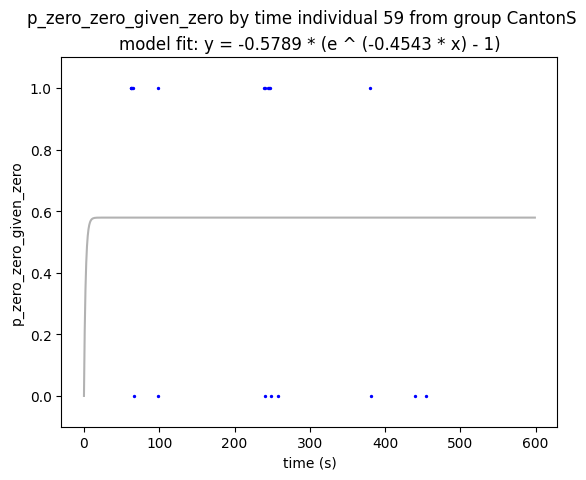 p_zero_zero_given_zero by time individual 59 from group CantonS
model fit: y = -0.5789 * (e ^ (-0.4543 * x) - 1)
1.0
0.8
0.6
0.4
0.2
0.0
p_zero_zero_given_zero
0 100 200 300 400 500 600
time (s)